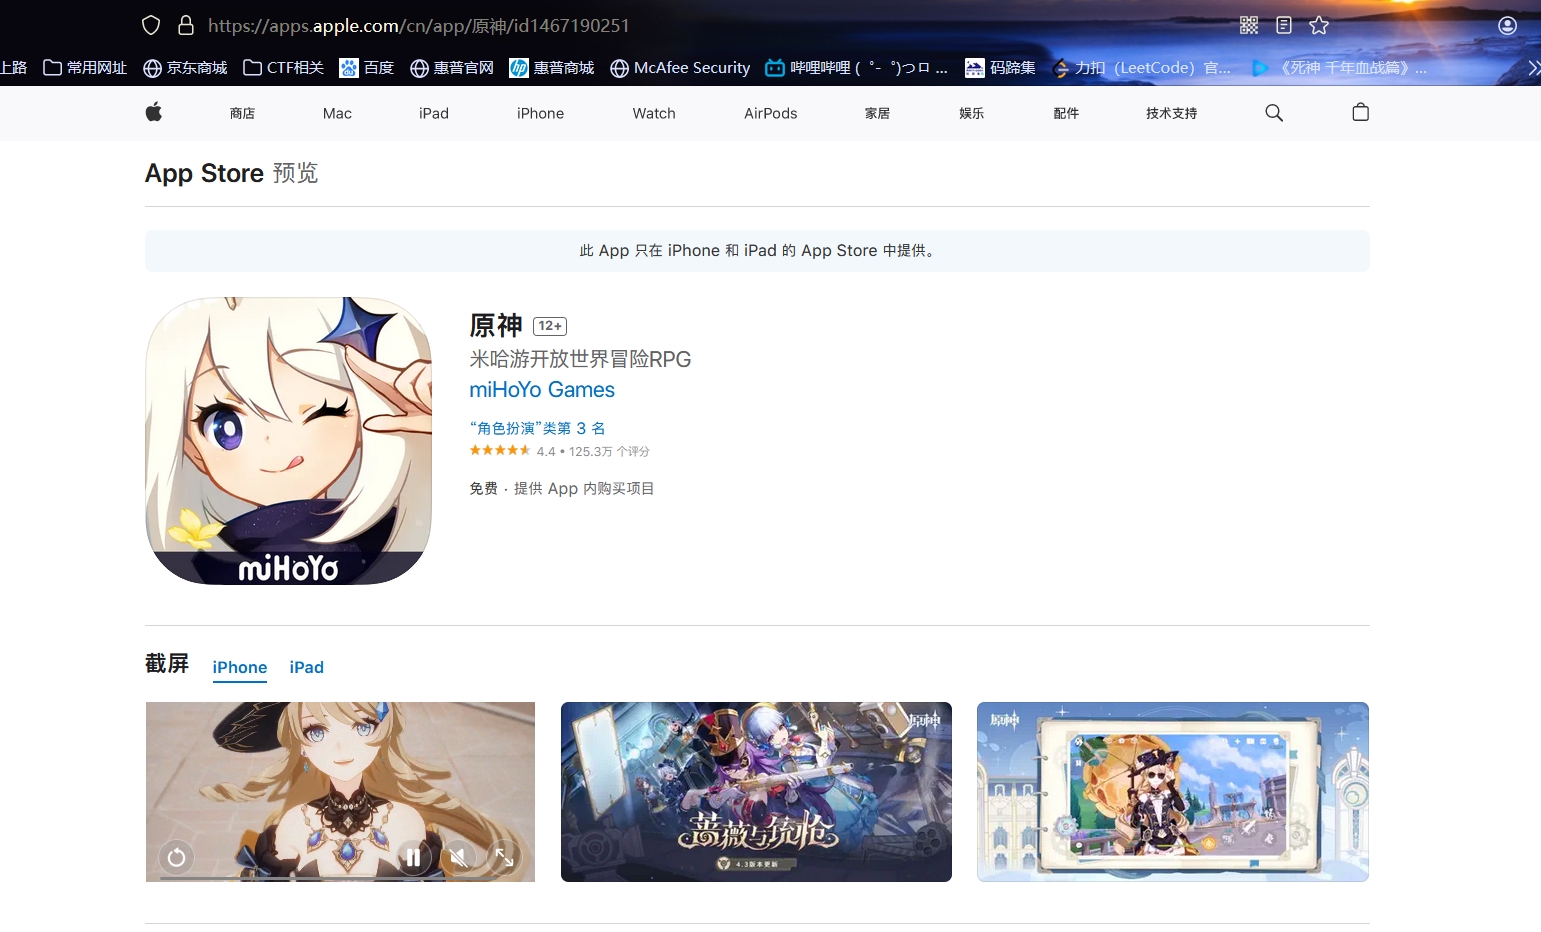 https://apps.apple.com/cn/app/原神/id1467190251
上路 常用网址 京东商城 CTF相关 百度 惠普官网 惠普商城 McAfee Security 哔哩哔哩 ( ゜- ゜)つロ ... 码蹄集 力扣（LeetCode）官... 《死神 千年血战篇》...
商店 Mac iPad iPhone Watch AirPods 家居 娱乐 配件 技术支持
App Store 预览
此 App 只在 iPhone 和 iPad 的 App Store 中提供。
原神 12+
米哈游开放世界冒险RPG
miHoYo Games
“角色扮演”类第 3 名
4.4 • 125.3万 个评分
免费 · 提供 App 内购买项目
miHoYo
截屏 iPhone iPad
原神
原神
蔷薇与铳枪
4.3版本更新